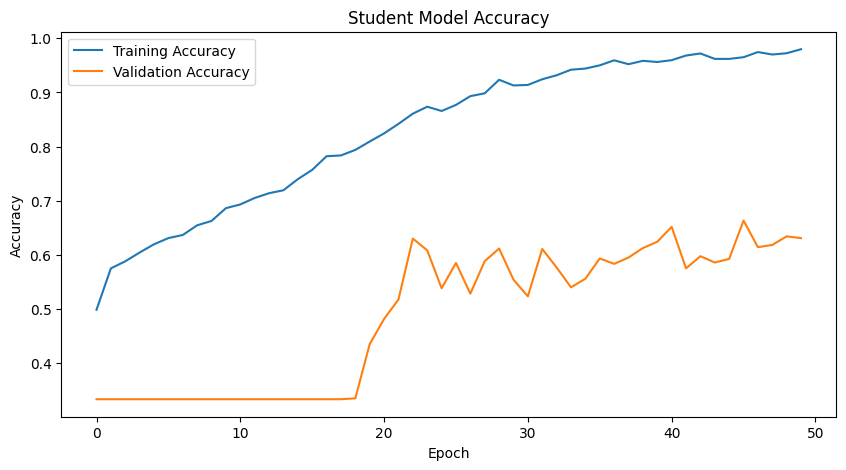 Student Model Accuracy
Training Accuracy
Validation Accuracy
Accuracy
1.0
0.9
0.8
0.7
0.6
0.5
0.4
0 10 20 30 40 50
Epoch